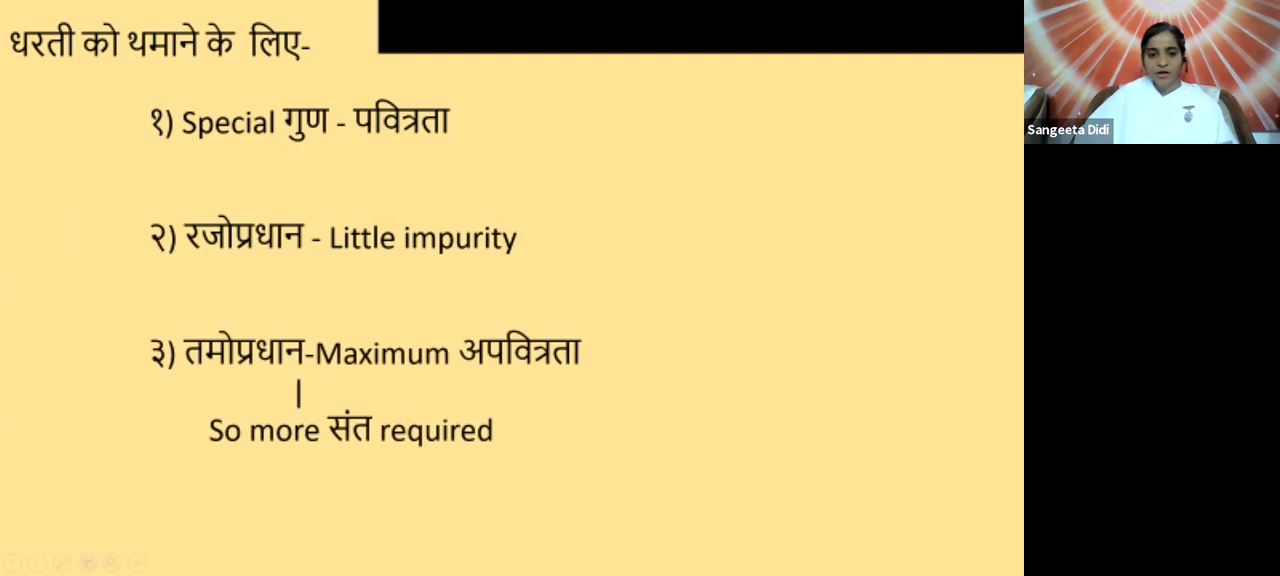 धरती को थमाने के लिए-
१) Special गुण - पवित्रता
२) रजोप्रधान - Little impurity
३) तमोप्रधान-Maximum अपवित्रता
|
So more संत required
Sangeeta Didi